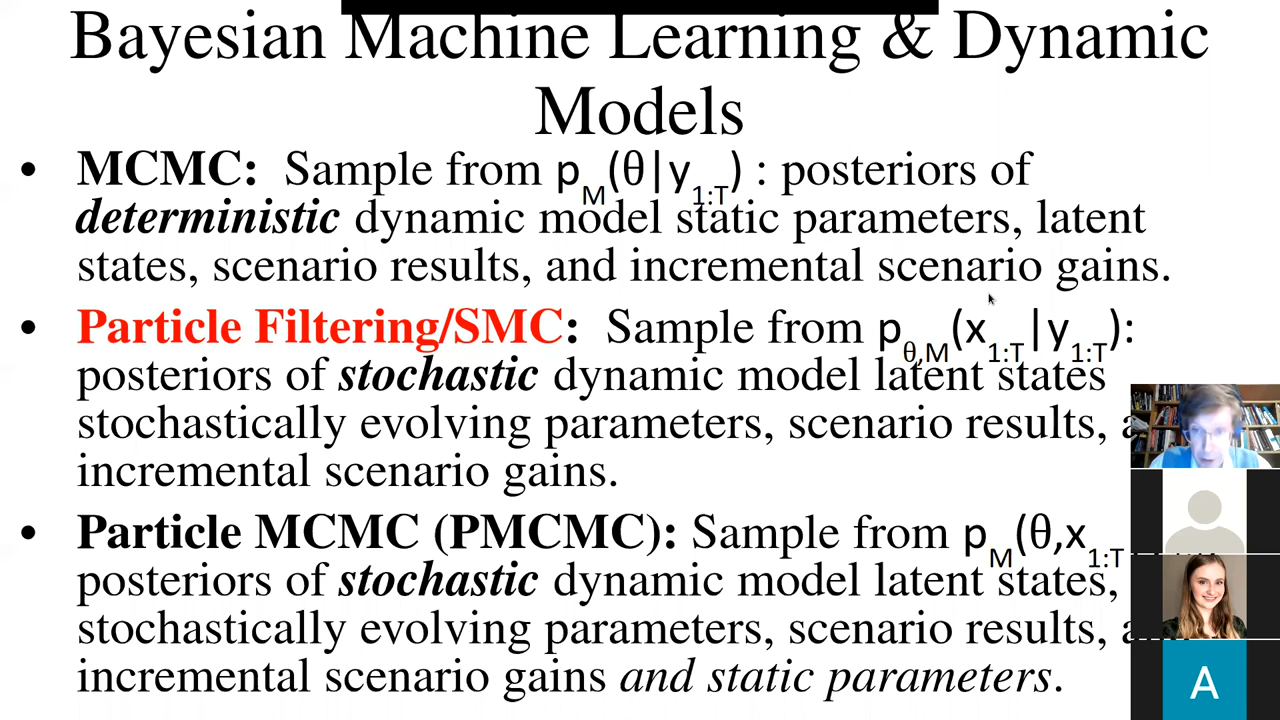 Bayesian Machine Learning & Dynamic
Models
• MCMC: Sample from pM(θ|y1:T) : posteriors of
deterministic dynamic model static parameters, latent
states, scenario results, and incremental scenario gains.
• Particle Filtering/SMC: Sample from pθ,M(x1:T|y1:T):
posteriors of stochastic dynamic model latent states
stochastically evolving parameters, scenario results,
incremental scenario gains.
• Particle MCMC (PMCMC): Sample from pM(θ,x1:T
posteriors of stochastic dynamic model latent states,
stochastically evolving parameters, scenario results,
incremental scenario gains and static parameters.
A